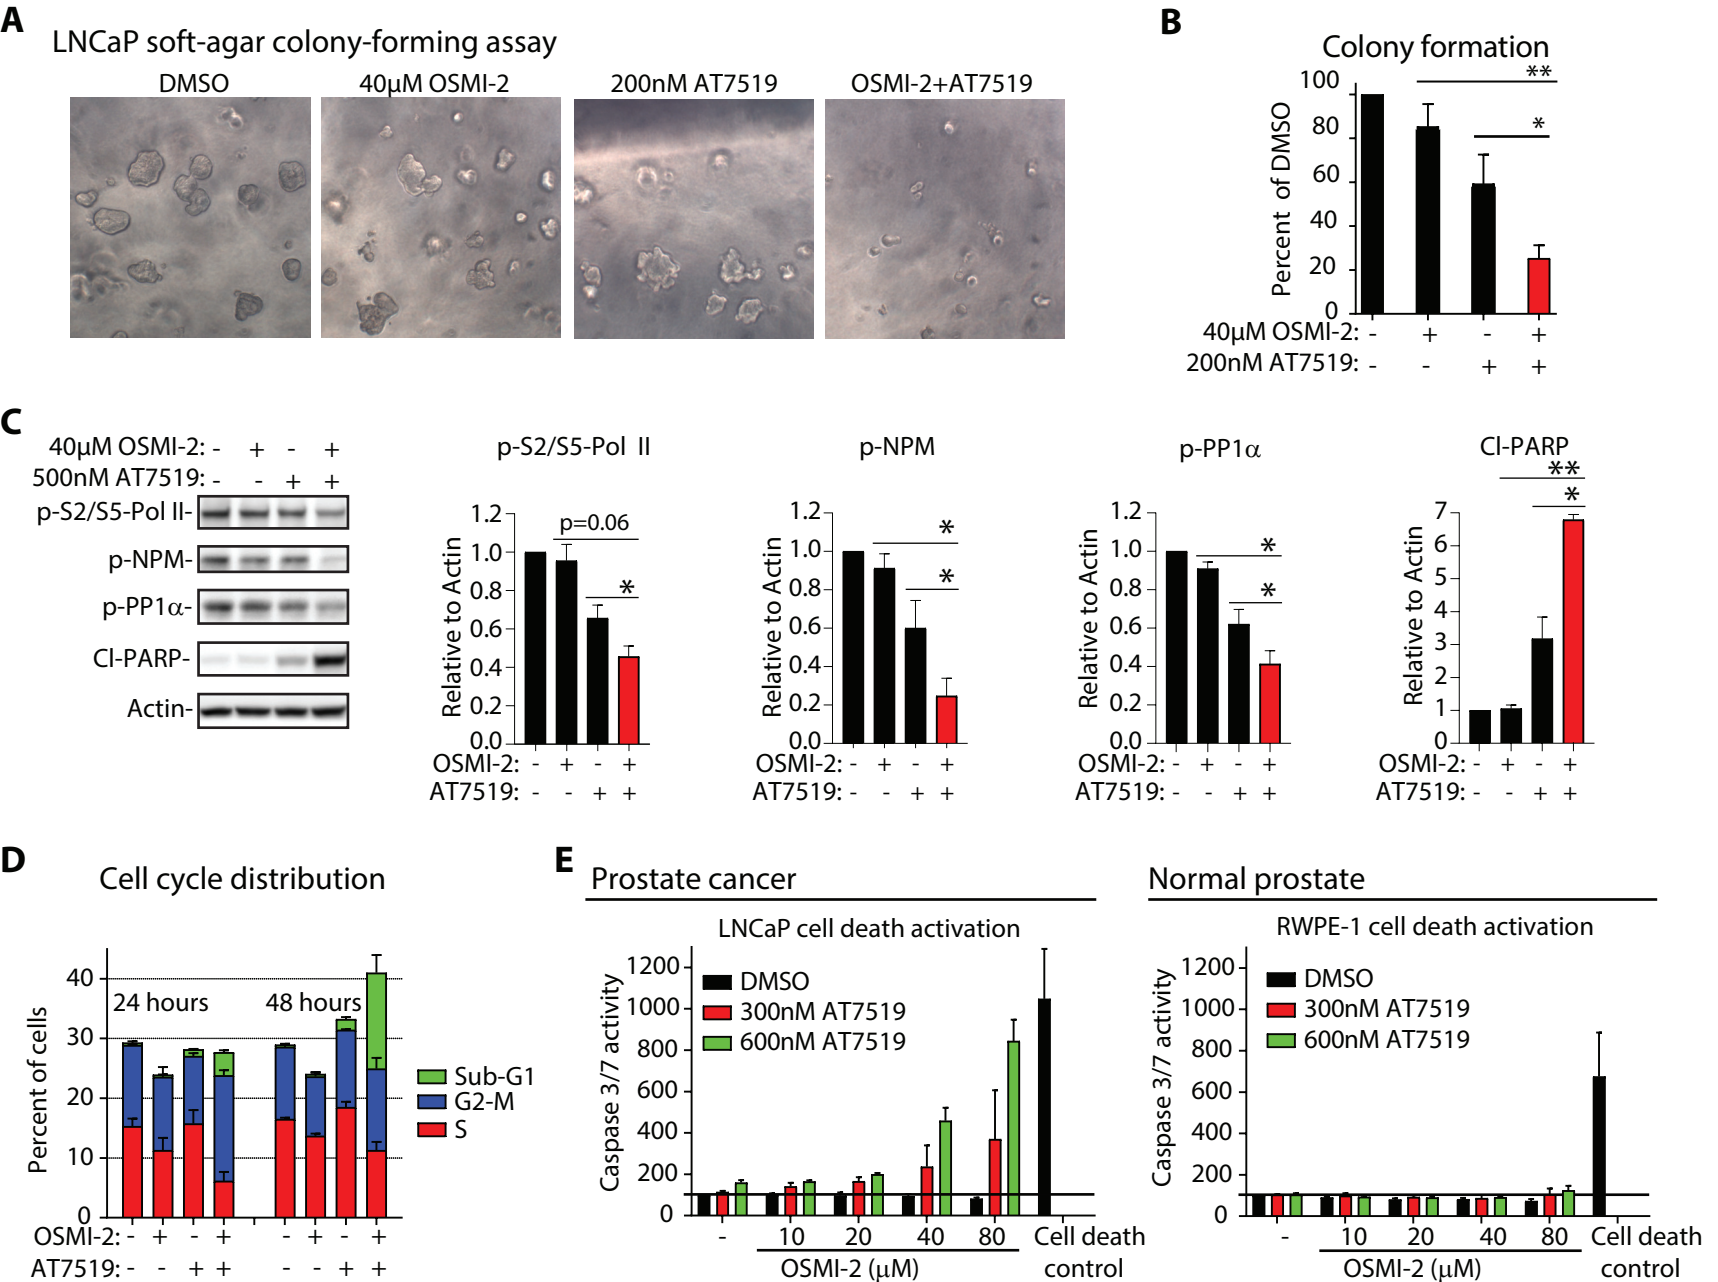 A
LNCaP soft-agar colony-forming assay
DMSO
40μM OSMI-2
200nM AT7519
OSMI-2+AT7519
B
Colony formation
**
*
Percent of DMSO
100
80
60
40
20
0
40μM OSMI-2: - + - +
200nM AT7519: - - + +
C
40μM OSMI-2: - + - +
500nM AT7519: - - + +
p-S2/S5-Pol II-
p-NPM-
p-PP1α-
Cl-PARP-
Actin-
p-S2/S5-Pol II
p=0.06
*
Relative to Actin
1.2
1.0
0.8
0.6
0.4
0.2
0.0
OSMI-2: - + - +
AT7519: - - + +
p-NPM
*
*
Relative to Actin
1.2
1.0
0.8
0.6
0.4
0.2
0.0
OSMI-2: - + - +
AT7519: - - + +
p-PP1α
*
*
Relative to Actin
1.2
1.0
0.8
0.6
0.4
0.2
0.0
OSMI-2: - + - +
AT7519: - - + +
Cl-PARP
**
*
Relative to Actin
7
6
5
4
3
2
1
0
OSMI-2: - + - +
AT7519: - - + +
D
Cell cycle distribution
Percent of cells
40
30
20
10
0
24 hours
48 hours
Sub-G1
G2-M
S
OSMI-2: - + - + - + - +
AT7519: - - + + - - + +
E
Prostate cancer
LNCaP cell death activation
Caspase 3/7 activity
1200
1000
800
600
400
200
0
DMSO
300nM AT7519
600nM AT7519
- 10 20 40 80 Cell death
OSMI-2 (μM) control
Normal prostate
RWPE-1 cell death activation
Caspase 3/7 activity
1200
1000
800
600
400
200
0
DMSO
300nM AT7519
600nM AT7519
- 10 20 40 80 Cell death
OSMI-2 (μM) control